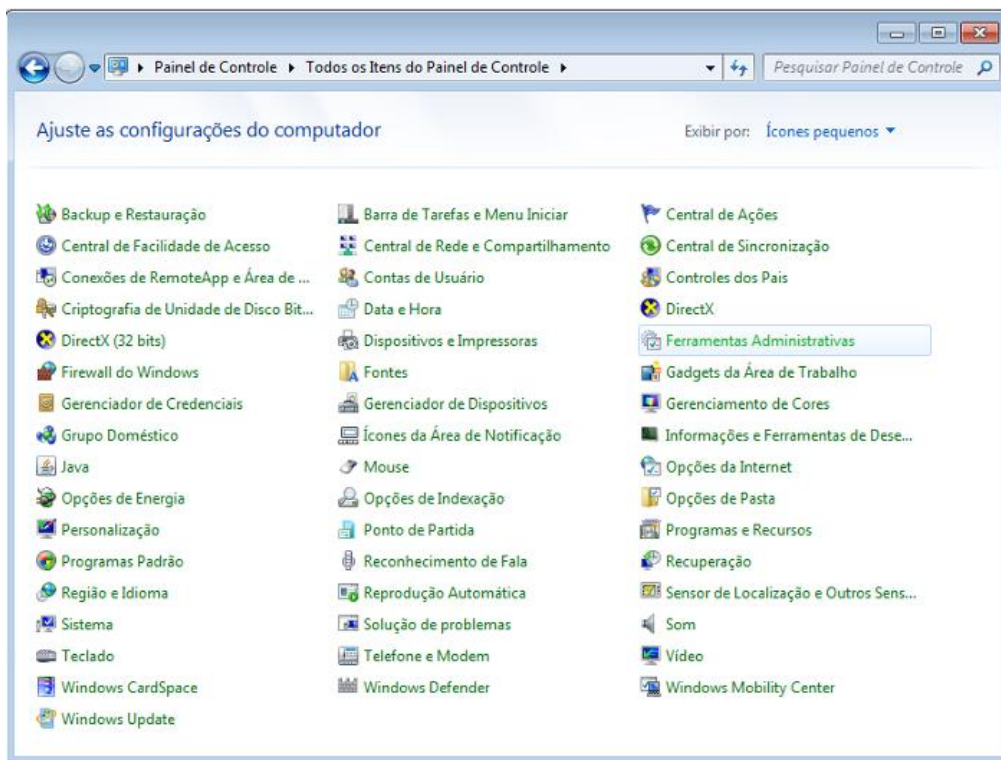 Painel de Controle Todos os Itens do Painel de Controle Pesquisar Painel de Controle
Ajuste as configurações do computador Exibir por: Ícones pequenos
Backup e Restauração Barra de Tarefas e Menu Iniciar Central de Ações
Central de Facilidade de Acesso Central de Rede e Compartilhamento Central de Sincronização
Conexões de RemoteApp e Área de ... Contas de Usuário Controles dos Pais
Criptografia de Unidade de Disco Bit... Data e Hora DirectX
DirectX (32 bits) Dispositivos e Impressoras Ferramentas Administrativas
Firewall do Windows Fontes Gadgets da Área de Trabalho
Gerenciador de Credenciais Gerenciador de Dispositivos Gerenciamento de Cores
Grupo Doméstico Ícones da Área de Notificação Informações e Ferramentas de Dese...
Java Mouse Opções da Internet
Opções de Energia Opções de Indexação Opções de Pasta
Personalização Ponto de Partida Programas e Recursos
Programas Padrão Reconhecimento de Fala Recuperação
Região e Idioma Reprodução Automática Sensor de Localização e Outros Sens...
Sistema Solução de problemas Som
Teclado Telefone e Modem Vídeo
Windows CardSpace Windows Defender Windows Mobility Center
Windows Update